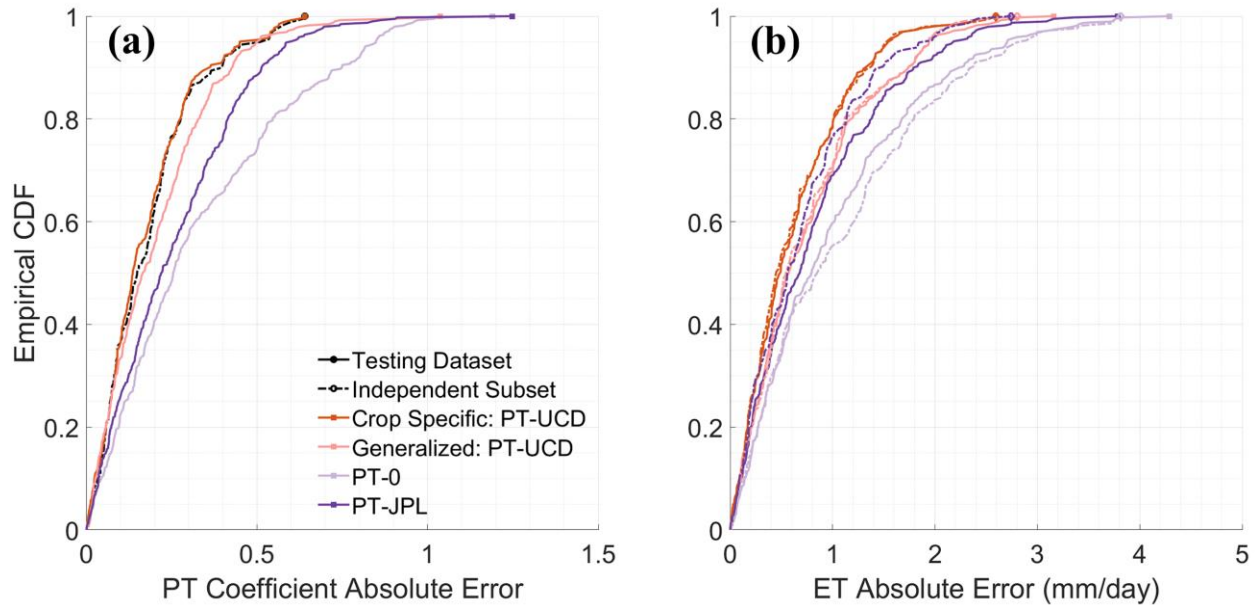 (a)
1
0.8
0.6
0.4
0.2
0
Empirical CDF
Testing Dataset
Independent Subset
Crop Specific: PT-UCD
Generalized: PT-UCD
PT-0
PT-JPL
0 0.5 1 1.5
PT Coefficient Absolute Error
(b)
1
0.8
0.6
0.4
0.2
0
0 1 2 3 4 5
ET Absolute Error (mm/day)